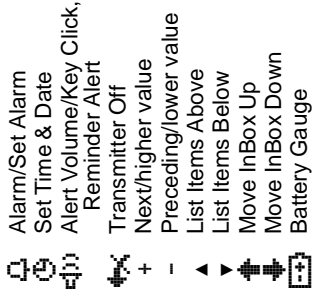 Alarm/Set Alarm
Set Time & Date
Alert Volume/Key Click,
Reminder Alert
Transmitter Off
+ Next/higher value
- Preceding/lower value
▲ List Items Above
▼ List Items Below
Move InBox Up
Move InBox Down
Battery Gauge